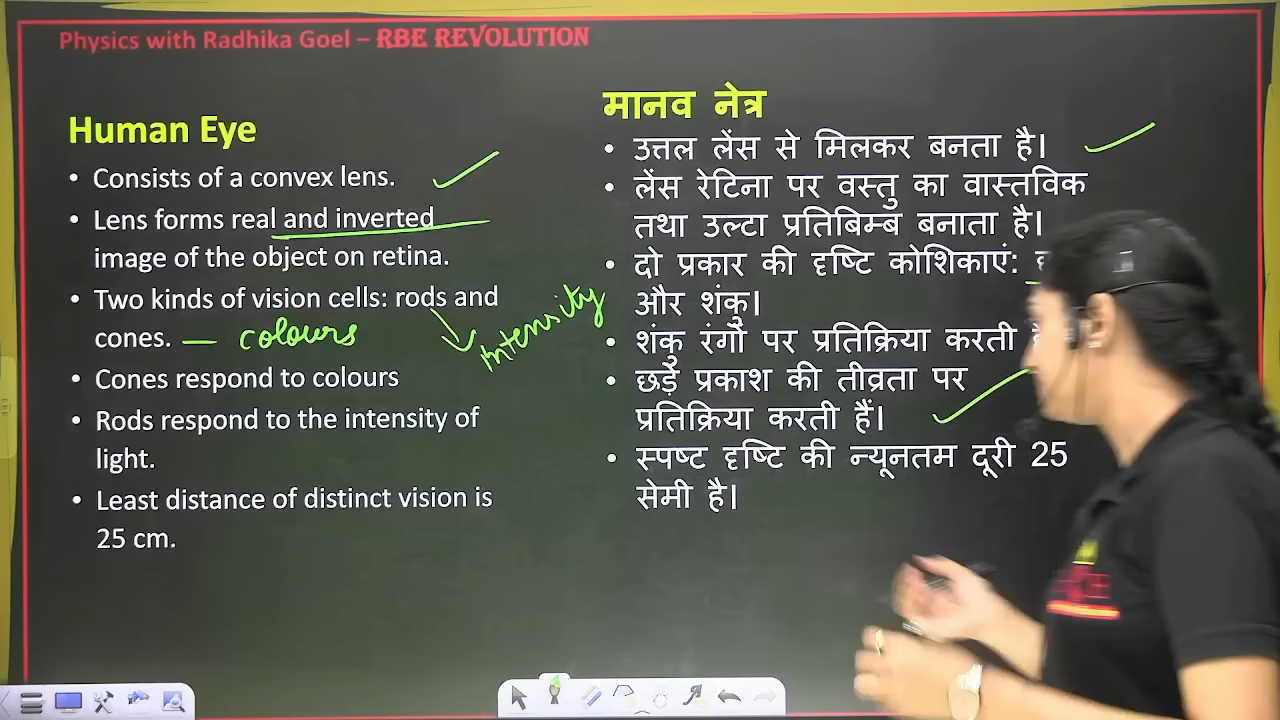 Physics with Radhika Goel – RBE REVOLUTION
Human Eye
• Consists of a convex lens.
• Lens forms real and inverted
image of the object on retina.
• Two kinds of vision cells: rods and
cones. — colours
intensity
• Cones respond to colours
• Rods respond to the intensity of
light.
• Least distance of distinct vision is
25 cm.
मानव नेत्र
• उत्तल लेंस से मिलकर बनता है।
• लेंस रेटिना पर वस्तु का वास्तविक
तथा उल्टा प्रतिबिम्ब बनाता है।
• दो प्रकार की दृष्टि कोशिकाएं:
और शंकु।
• शंकु रंगों पर प्रतिक्रिया करती
• छड़ें प्रकाश की तीव्रता पर
प्रतिक्रिया करती हैं।
• स्पष्ट दृष्टि की न्यूनतम दूरी 25
सेमी है।